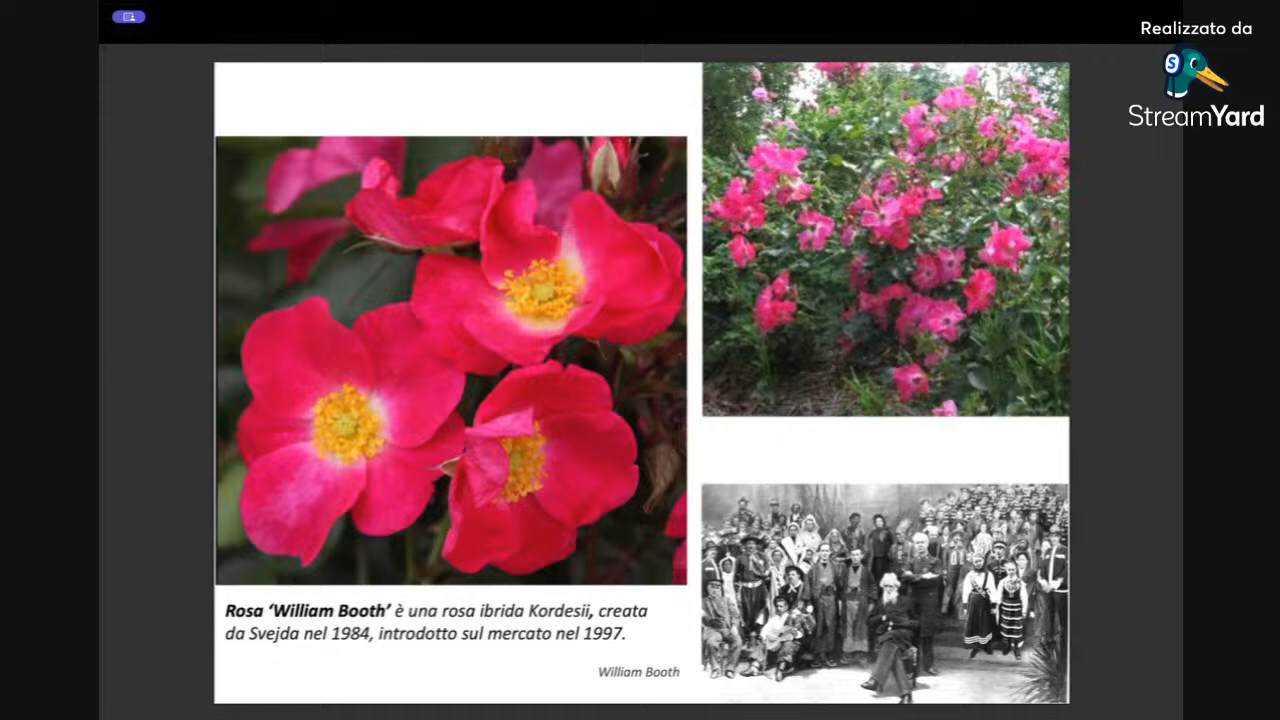 Realizzato da
StreamYard
Rosa ‘William Booth’ è una rosa ibrida Kordesii, creata
da Svejda nel 1984, introdotto sul mercato nel 1997.
William Booth